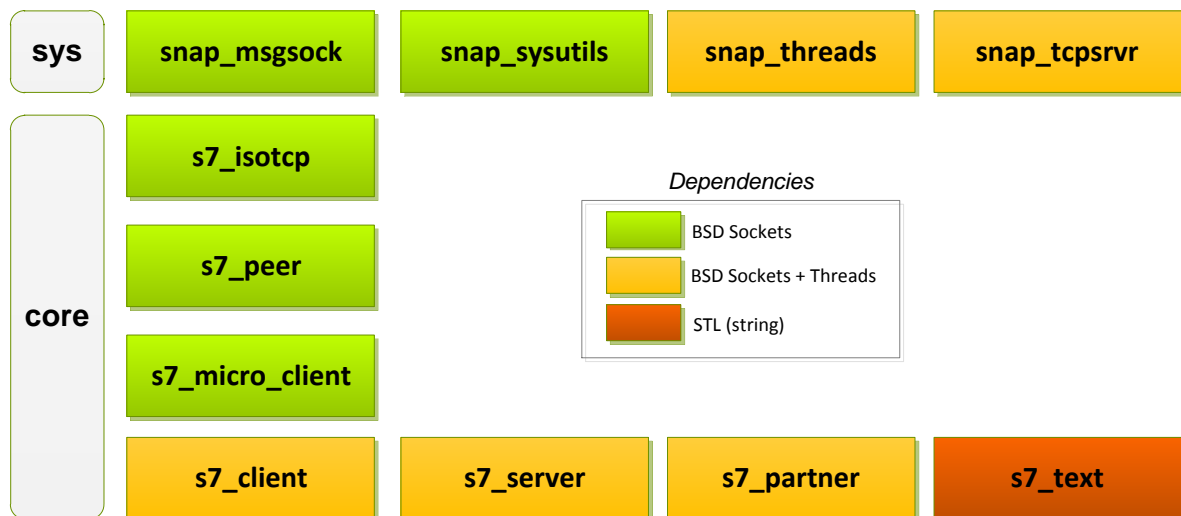 sys
snap_msgsock
snap_sysutils
snap_threads
snap_tcpsrvr
core
s7_isotcp
s7_peer
s7_micro_client
s7_client
s7_server
s7_partner
s7_text
Dependencies
BSD Sockets
BSD Sockets + Threads
STL (string)